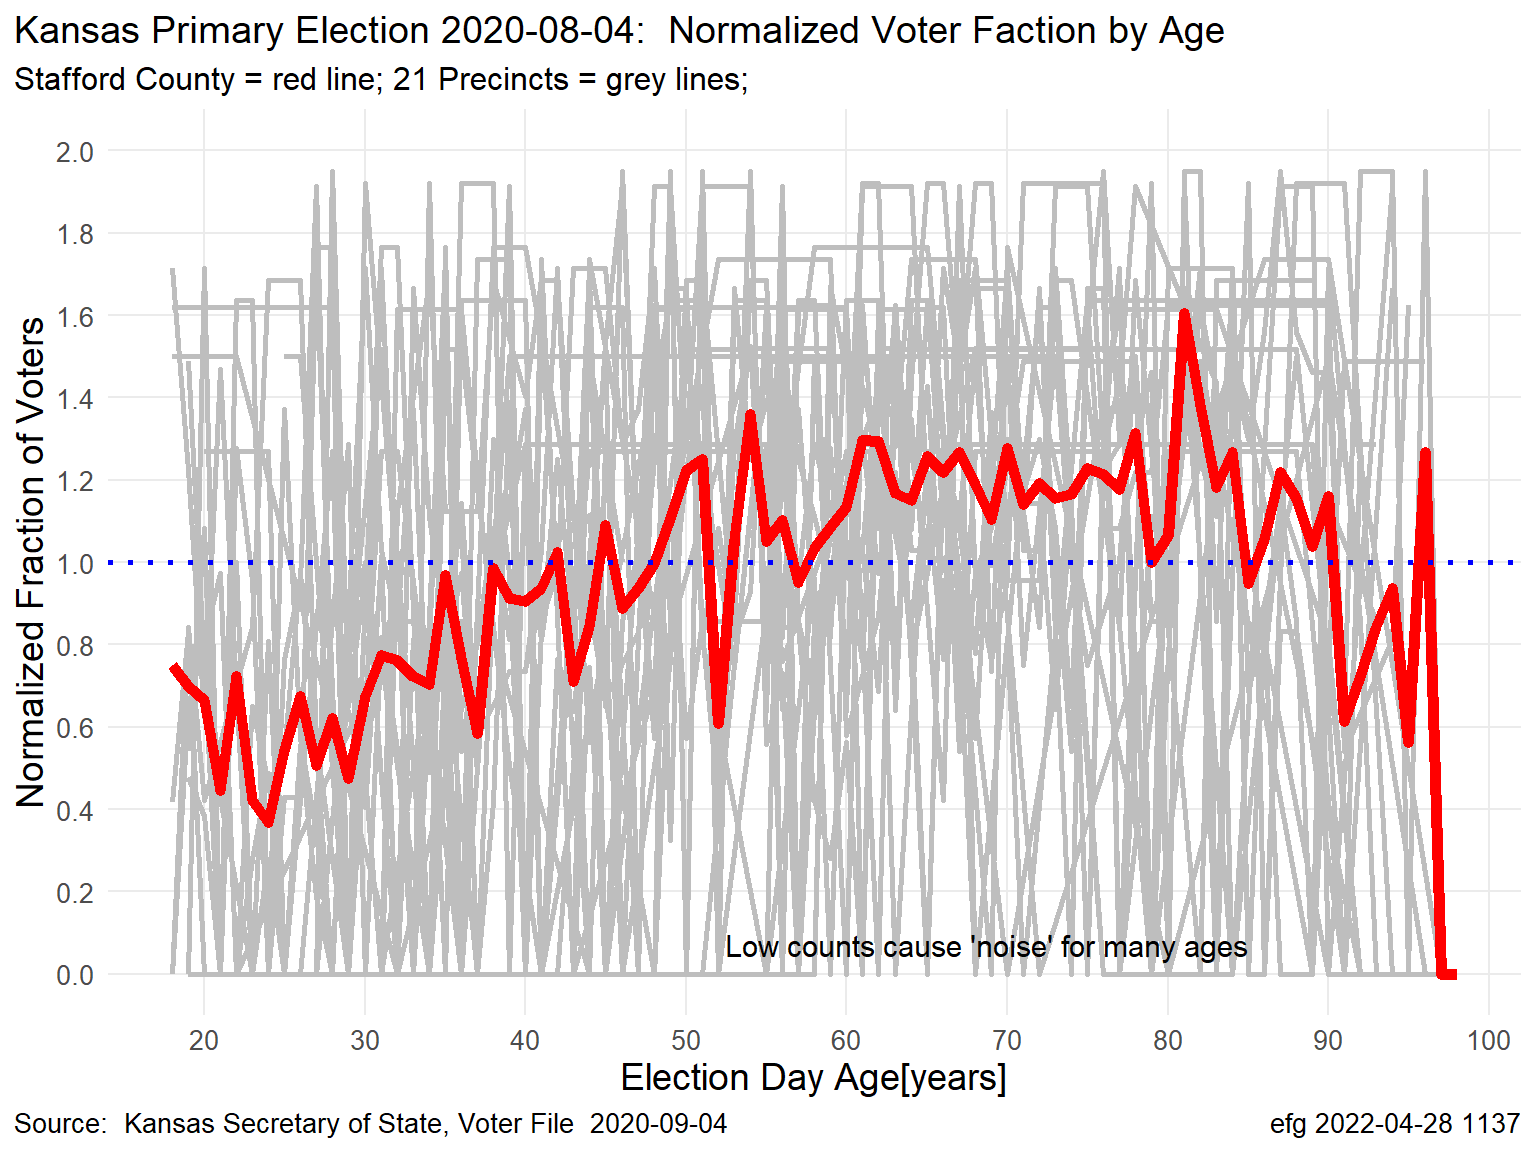 Kansas Primary Election 2020-08-04:  Normalized Voter Faction by Age
Stafford County = red line; 21 Precincts = grey lines;
Normalized Fraction of Voters
2.0
1.8
1.6
1.4
1.2
1.0
0.8
0.6
0.4
0.2
0.0
Low counts cause 'noise' for many ages
20 30 40 50 60 70 80 90 100
Election Day Age[years]
Source:  Kansas Secretary of State, Voter File  2020-09-04
efg 2022-04-28 1137